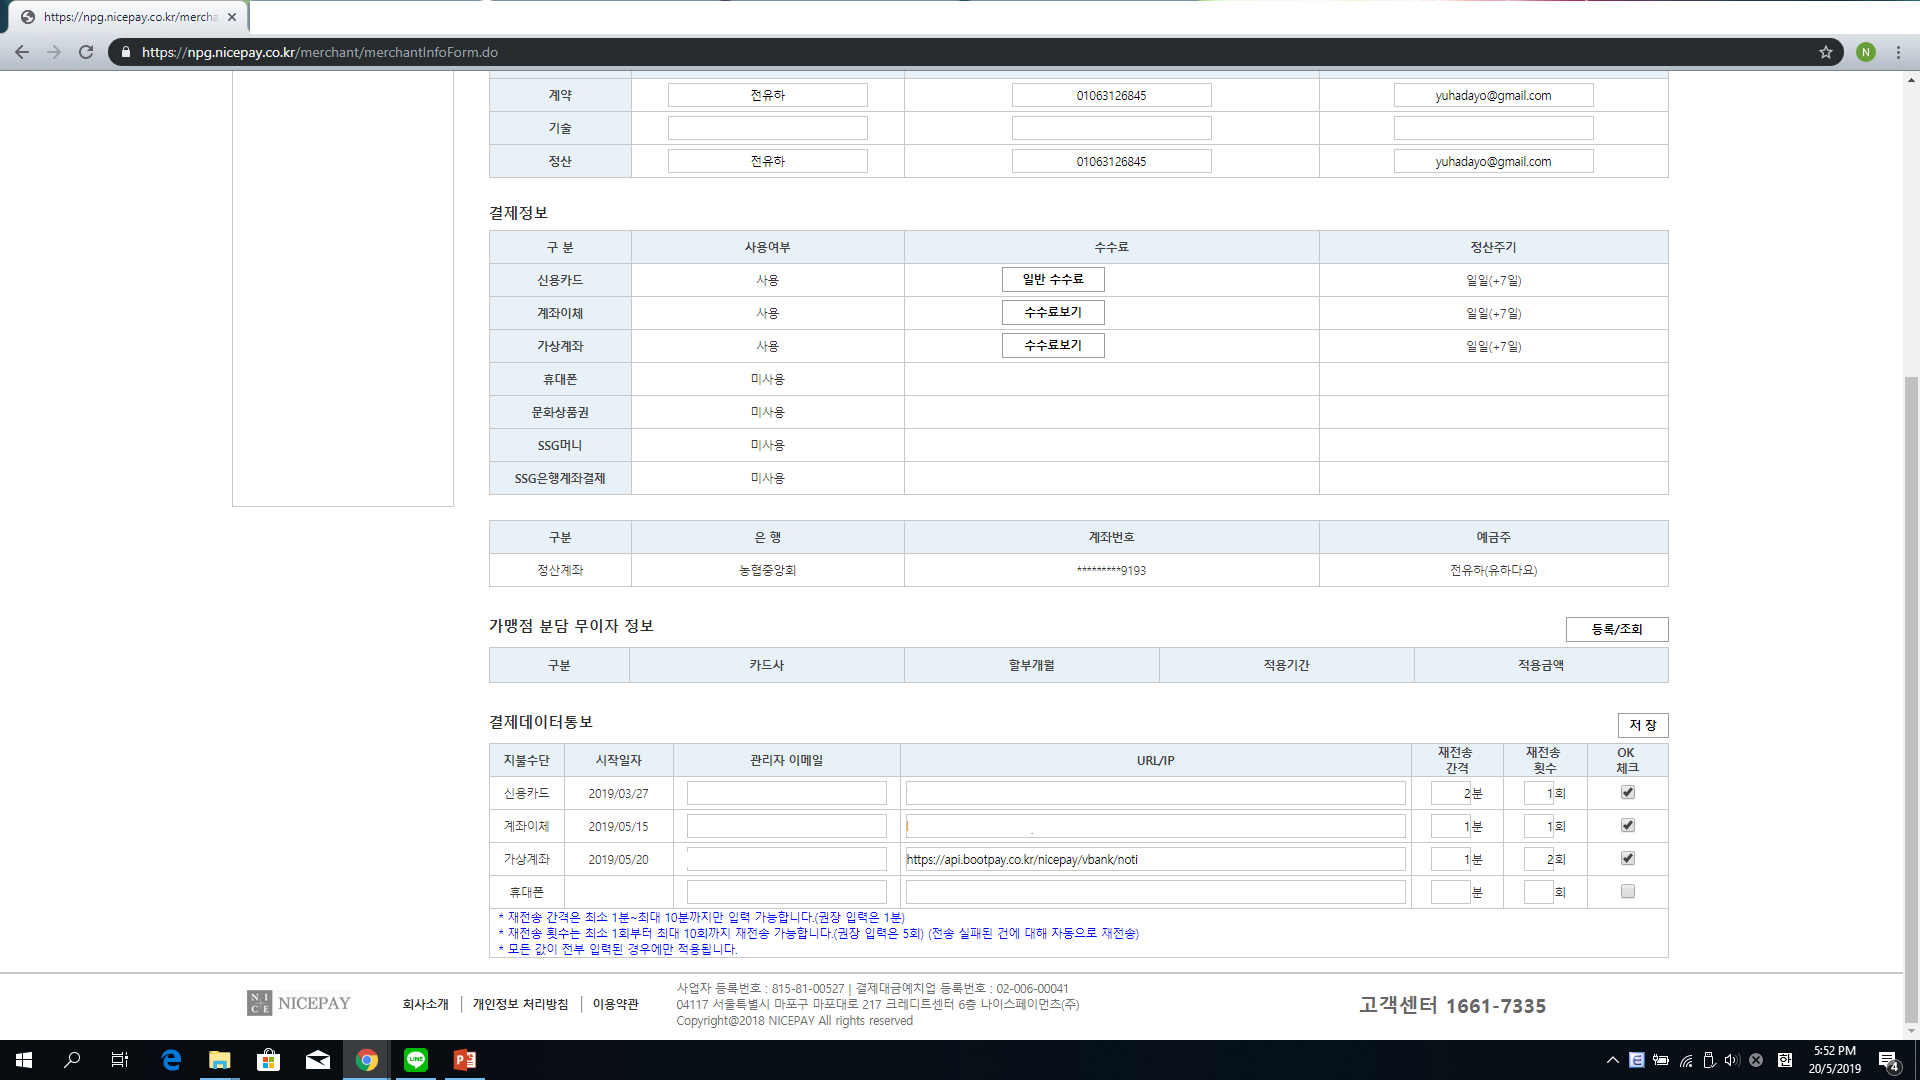 https://npg.nicepay.co.kr/mercha
https://npg.nicepay.co.kr/merchant/merchantInfoForm.do
N
계약 전유하 01063126845 yuhadayo@gmail.com
기술
정산 전유하 01063126845 yuhadayo@gmail.com
결제정보
구 분 사용여부 수수료 정산주기
신용카드 사용 일반 수수료 일일(+7일)
계좌이체 사용 수수료보기 일일(+7일)
가상계좌 사용 수수료보기 일일(+7일)
휴대폰 미사용
문화상품권 미사용
SSG머니 미사용
SSG은행계좌결제 미사용
구분 은 행 계좌번호 예금주
정산계좌 농협중앙회 *********9193 전유하(유하다요)
가맹점 분담 무이자 정보 등록/조회
구분 카드사 할부개월 적용기간 적용금액
결제데이터통보 저 장
지불수단 시작일자 관리자 이메일 URL/IP 재전송 간격 재전송 횟수 OK 체크
신용카드 2019/03/27 2분 1회
계좌이체 2019/05/15 1분 1회
가상계좌 2019/05/20 https://api.bootpay.co.kr/nicepay/vbank/noti 1분 2회
휴대폰 분 회
* 재전송 간격은 최소 1분~최대 10분까지만 입력 가능합니다.(권장 입력은 1분)
* 재전송 횟수는 최소 1회부터 최대 10회까지 재전송 가능합니다.(권장 입력은 5회) (전송 실패된 건에 대해 자동으로 재전송)
* 모든 값이 전부 입력된 경우에만 적용됩니다.
NICE NICEPAY 회사소개 개인정보 처리방침 이용약관
사업자 등록번호 : 815-81-00527 | 결제대금예치업 등록번호 : 02-006-00041
04117 서울특별시 마포구 마포대로 217 크레디트센터 6층 나이스페이먼츠(주)
Copyright@2018 NICEPAY All rights reserved
고객센터 1661-7335
LINE
한
5:52 PM
20/5/2019
4